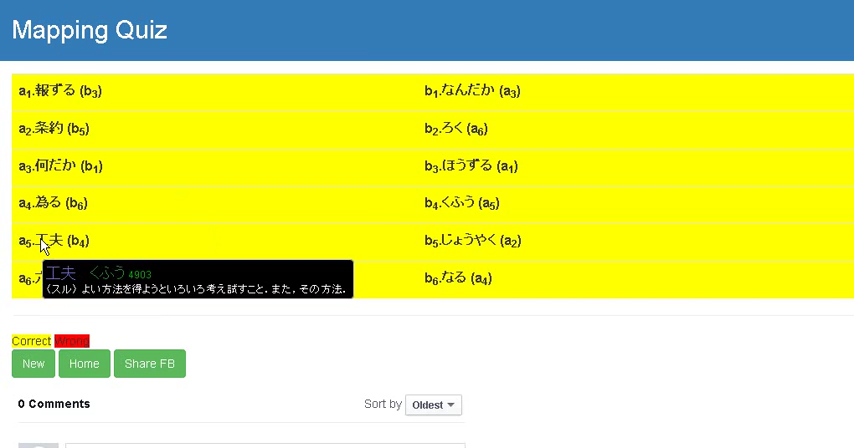 Mapping Quiz
a1.報ずる (b3) b1.なんだか (a3)
a2.条約 (b5) b2.ろく (a6)
a3.何だか (b1) b3.ほうずる (a1)
a4.為る (b6) b4.くふう (a5)
a5.工夫 (b4) b5.じょうやく (a2)
工夫 くふう 4903
(スル) よい方法を得ようといろいろ考え試すこと．また，その方法．
a6. b6.なる (a4)
Correct Wrong
New Home Share FB
0 Comments Sort by Oldest